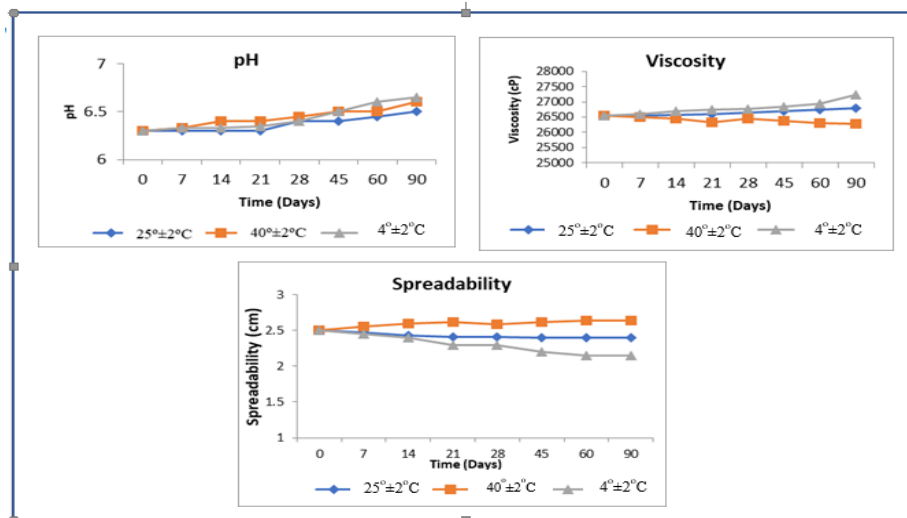 pH
7
6.5
6
pH
0 7 14 21 28 45 60 90
Time (Days)
25°±2°C 40°±2°C 4°±2°C
Viscosity
28000
27500
27000
26500
26000
25500
25000
Viscosity (cP)
0 7 14 21 28 45 60 90
Time (Days)
25°±2°C 40°±2°C 4°±2°C
Spreadability
3
2.5
2
1.5
1
Spreadability (cm)
0 7 14 21 28 45 60 90
Time (Days)
25°±2°C 40°±2°C 4°±2°C